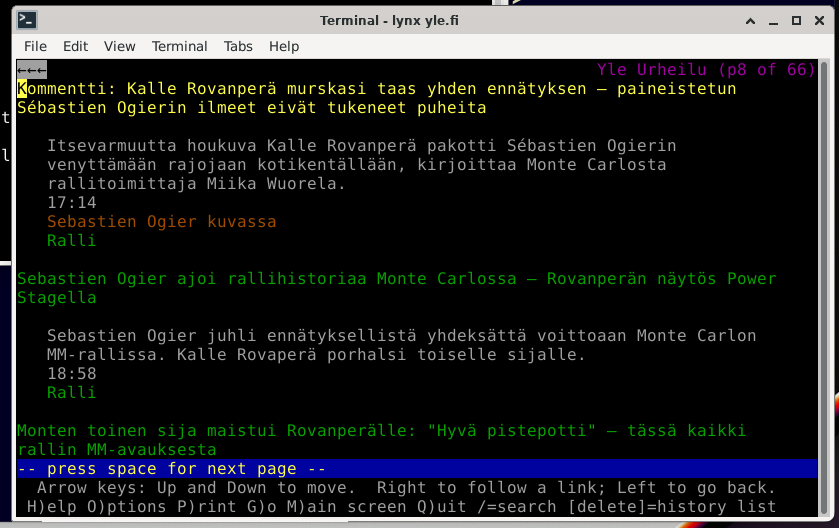 Terminal - lynx yle.fi
File Edit View Terminal Tabs Help
←←← Yle Urheilu (p8 of 66)
Kommentti: Kalle Rovanperä murskasi taas yhden ennätyksen – paineistetun
Sébastien Ogierin ilmeet eivät tukeneet puheita
Itsevarmuutta houkuva Kalle Rovanperä pakotti Sébastien Ogierin
venyttämään rajojaan kotikentällään, kirjoittaa Monte Carlosta
rallitoimittaja Miika Wuorela.
17:14
Sebastien Ogier kuvassa
Ralli
Sebastien Ogier ajoi rallihistoriaa Monte Carlossa – Rovanperän näytös Power
Stagella
Sebastien Ogier juhli ennätyksellistä yhdeksättä voittoaan Monte Carlon
MM-rallissa. Kalle Rovaperä porhalsi toiselle sijalle.
18:58
Ralli
Monten toinen sija maistui Rovanperälle: "Hyvä pistepotti" – tässä kaikki
rallin MM-avauksesta
-- press space for next page --
Arrow keys: Up and Down to move. Right to follow a link; Left to go back.
H)elp O)ptions P)rint G)o M)ain screen Q)uit /=search [delete]=history list